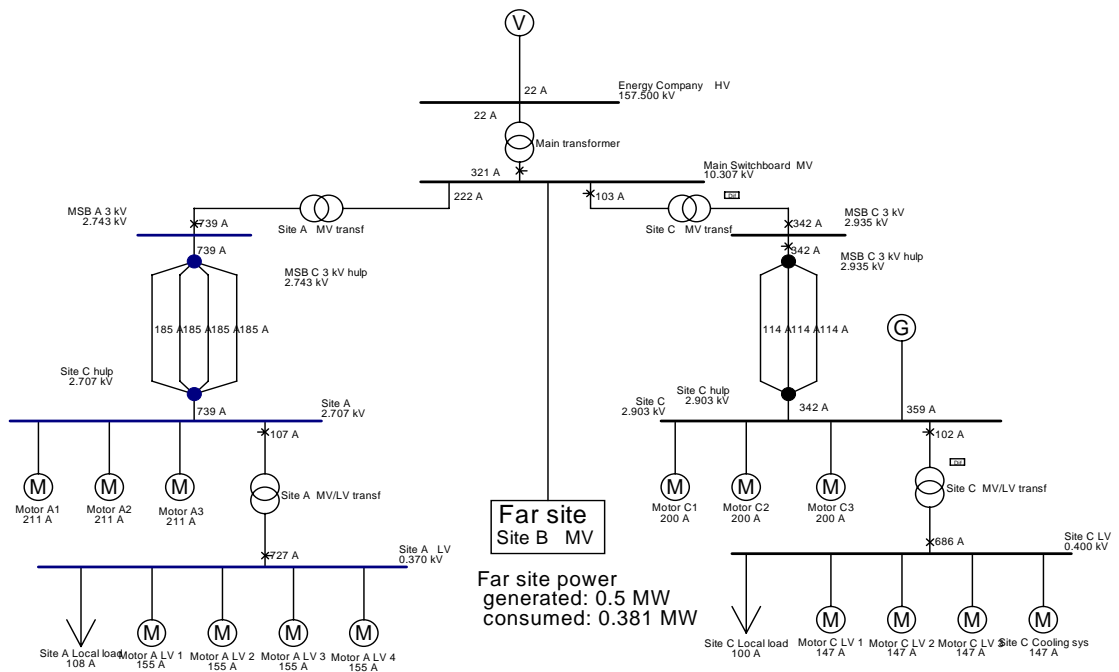 V
22 A
Energy Company HV
157.500 kV
22 A
Main transformer
321 A
Main Switchboard MV
10.307 kV
222 A
103 A
Dif
MSB A 3 kV
2.743 kV
739 A
Site A MV transf
Site C MV transf
342 A
MSB C 3 kV
2.935 kV
739 A
MSB C 3 kV hulp
2.743 kV
342 A
MSB C 3 kV hulp
2.935 kV
185 A 185 A 185 A 185 A
114 A 114 A 114 A
G
Site C hulp
2.707 kV
739 A
Site A
2.707 kV
Site C
2.903 kV
Site C hulp
2.903 kV
342 A
359 A
107 A
102 A
Dif
M
M
M
Site A MV/LV transf
M
M
M
Site C MV/LV transf
Motor A1
211 A
Motor A2
211 A
Motor A3
211 A
Motor C1
200 A
Motor C2
200 A
Motor C3
200 A
Far site
Site B MV
727 A
Site A LV
0.370 kV
686 A
Site C LV
0.400 kV
Far site power
generated: 0.5 MW
consumed: 0.381 MW
M
M
M
M
M
M
M
M
Site A Local load
108 A
Motor A LV 1
155 A
Motor A LV 2
155 A
Motor A LV 3
155 A
Motor A LV 4
155 A
Site C Local load
100 A
Motor C LV 1
147 A
Motor C LV 2
147 A
Motor C LV 3
147 A
Site C Cooling sys
147 A